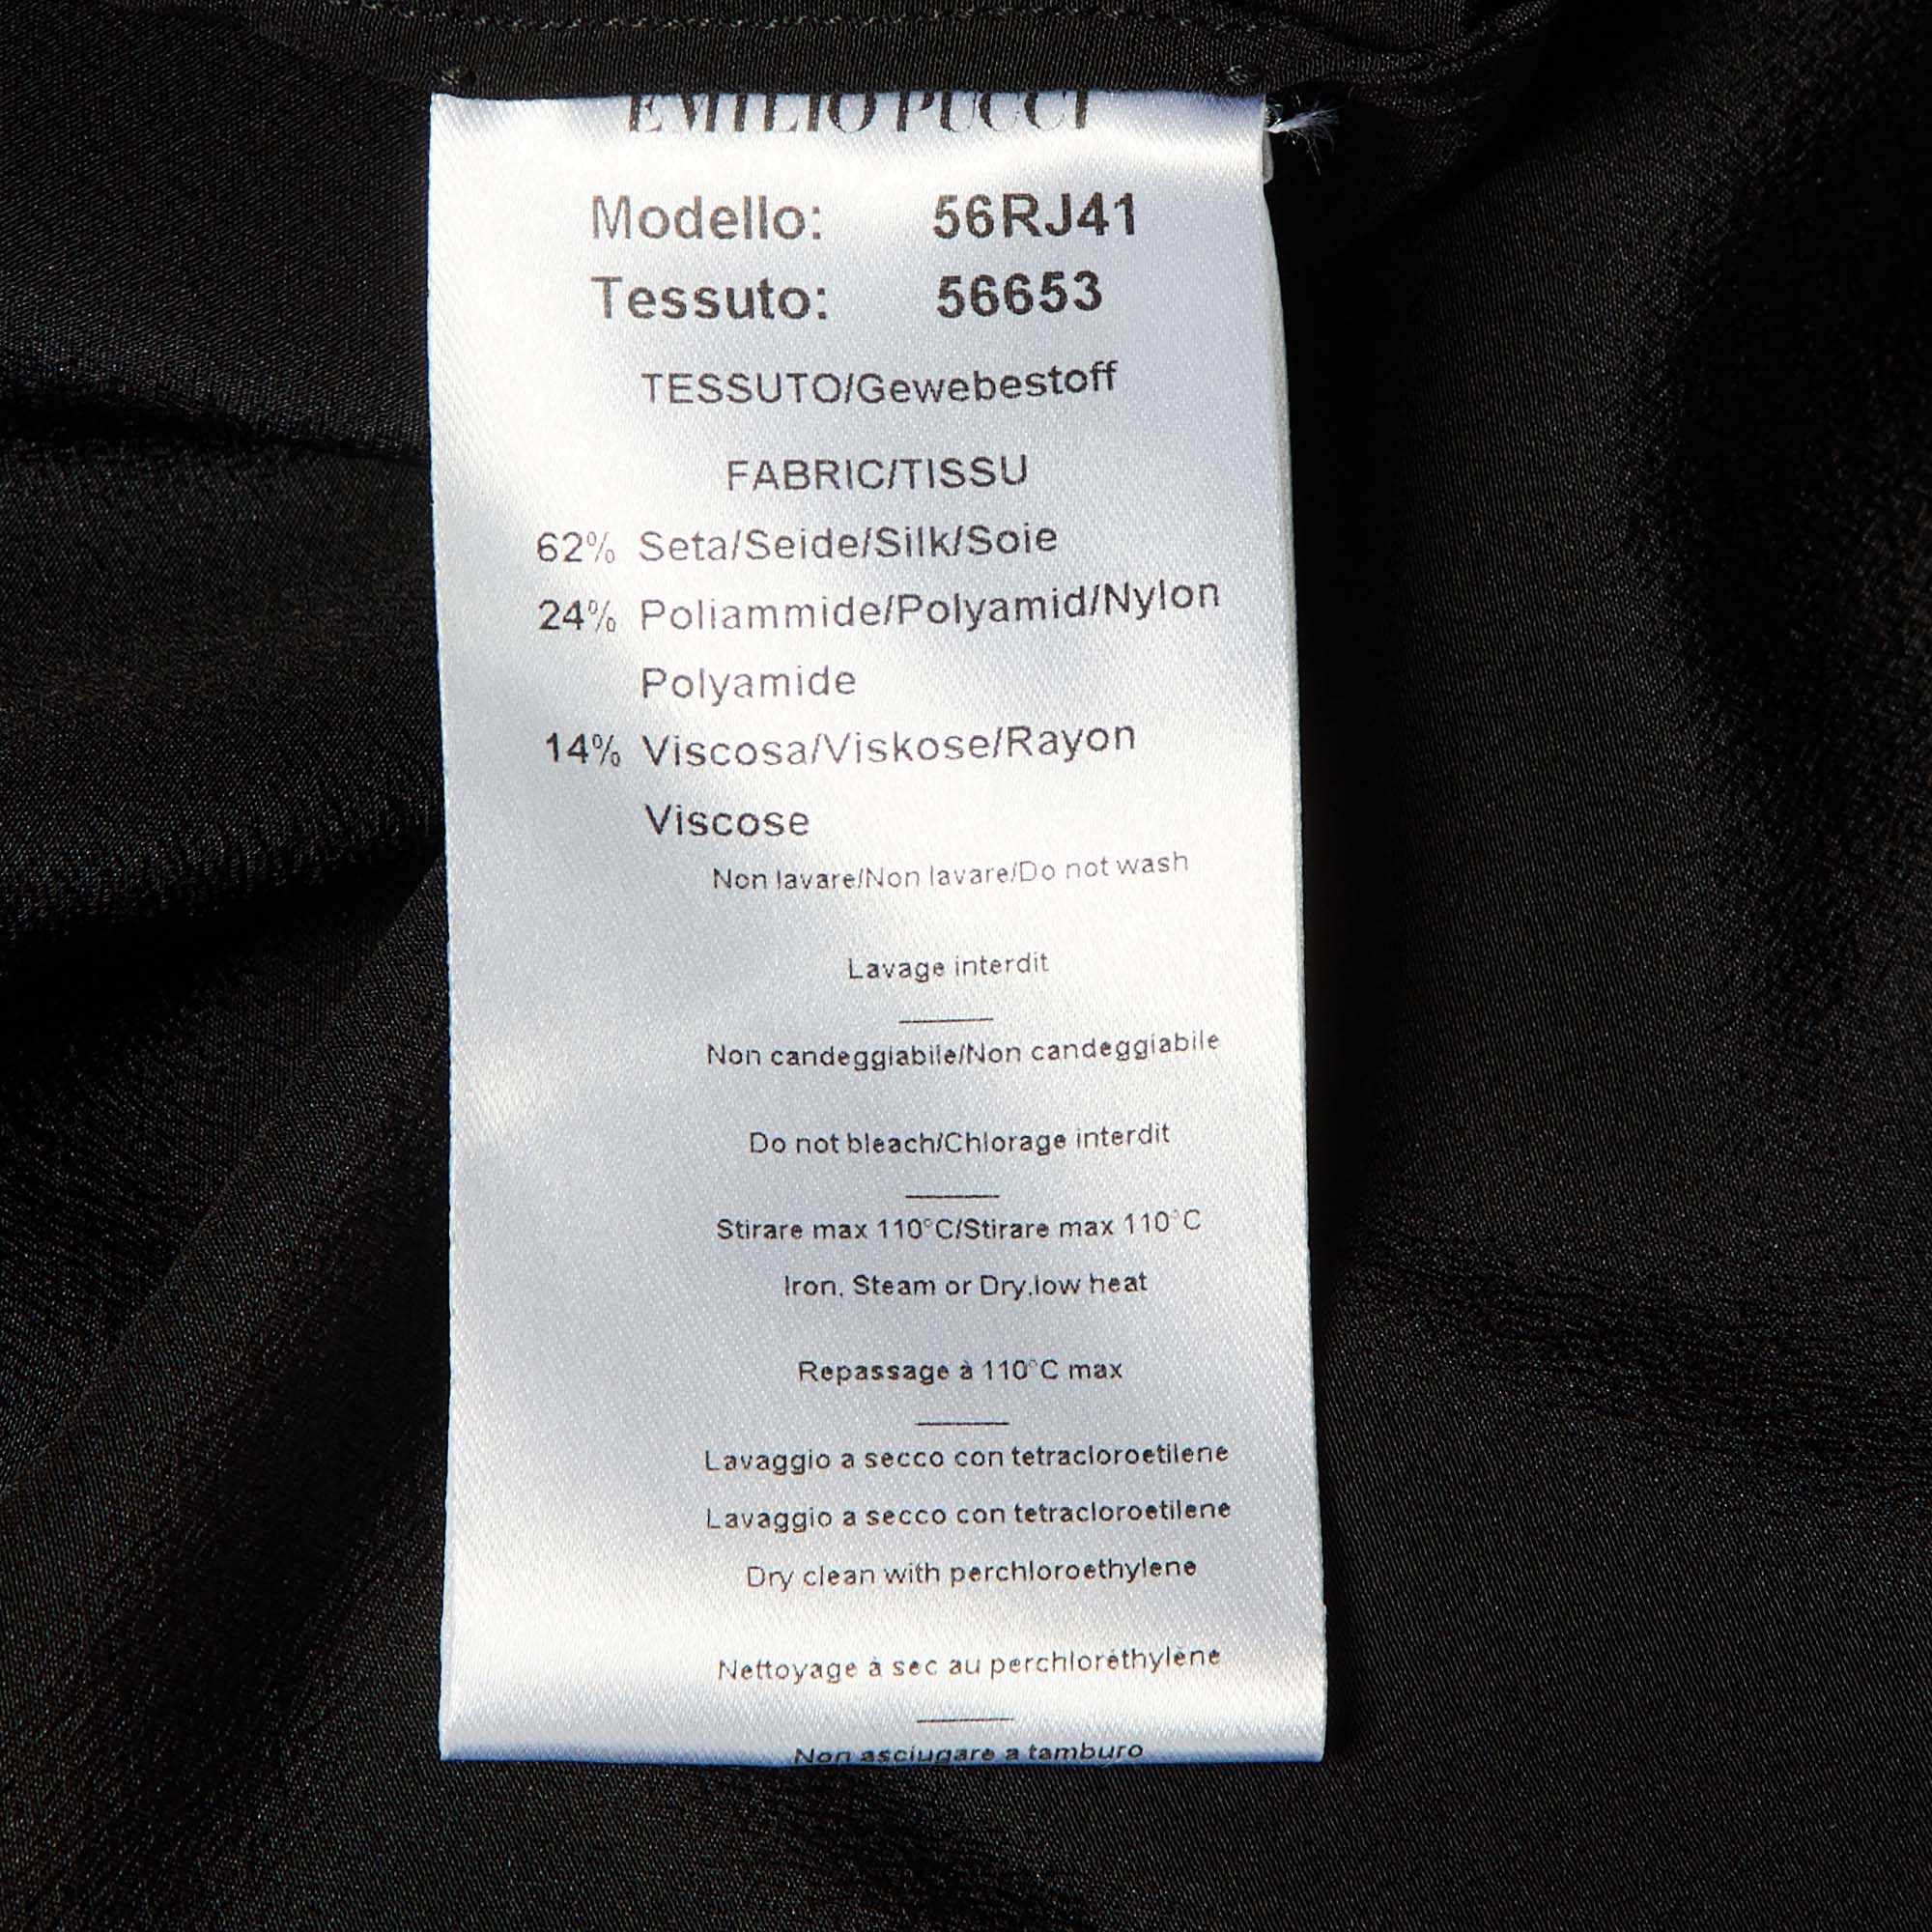 EMILIO PUCCI
Modello: 56RJ41
Tessuto: 56653
TESSUTO/Gewebestoff
FABRIC/TISSU
62% Seta/Seide/Silk/Soie
24% Poliammide/Polyamid/Nylon
Polyamide
14% Viscosa/Viskose/Rayon
Viscose
Non lavare/Non lavare/Do not wash
Lavage interdit
Non candeggiabile/Non candeggiabile
Do not bleach/Chlorage interdit
Stirare max 110°C/Stirare max 110°C
Iron, Steam or Dry,low heat
Repassage à 110°C max
Lavaggio a secco con tetracloroetilene
Lavaggio a secco con tetracloroetilene
Dry clean with perchloroethylene
Nettoyage à sec au perchloréthylène
Non asciugare a tamburo